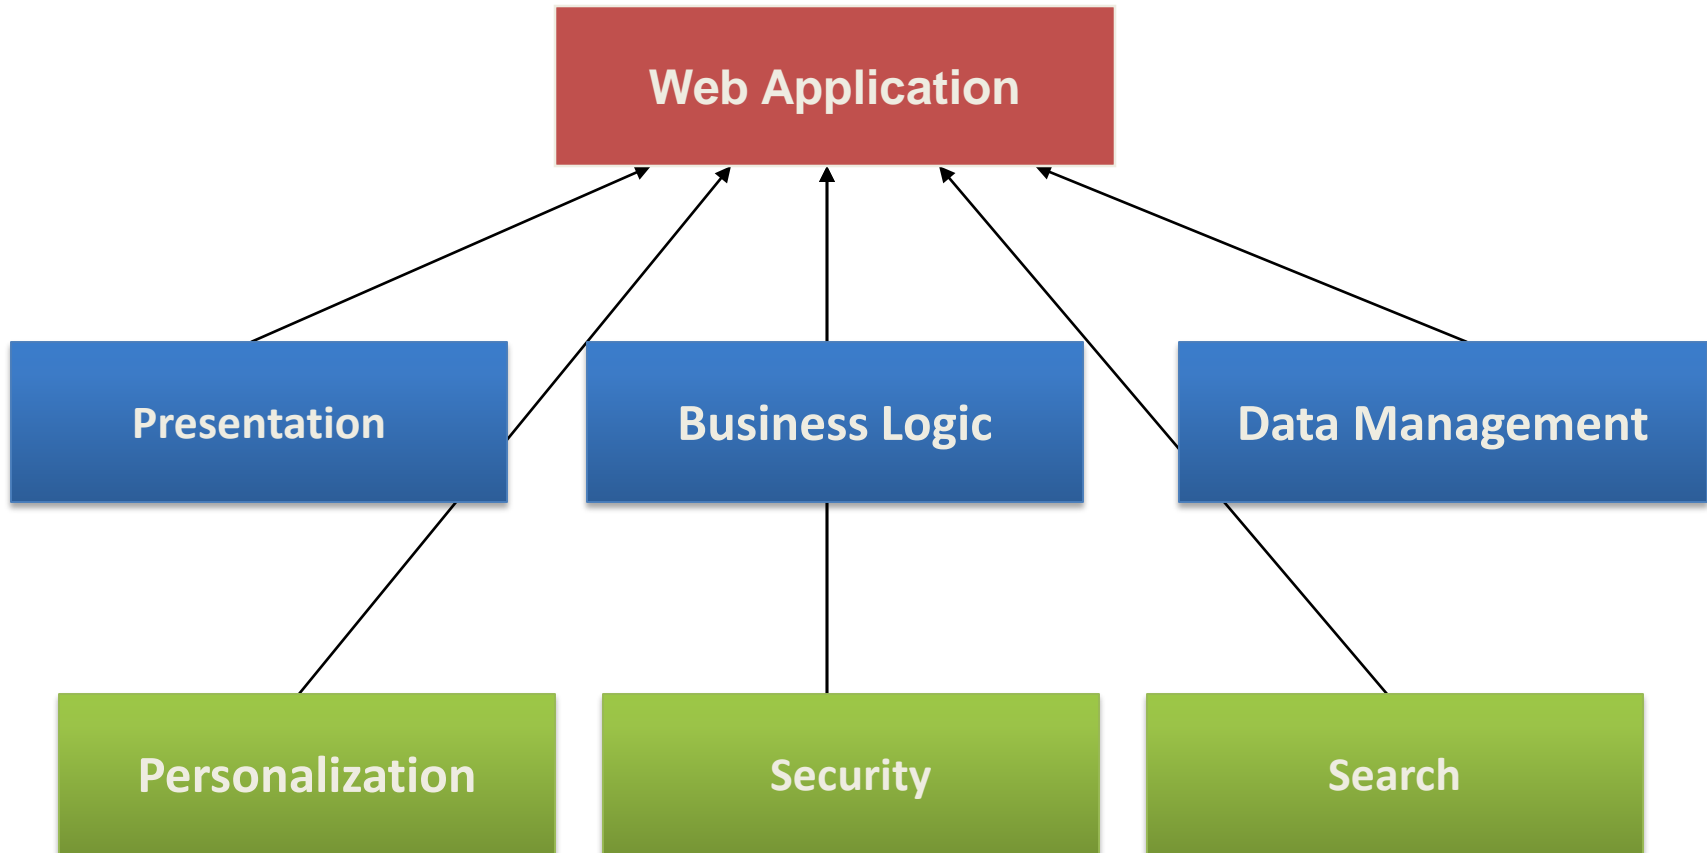 Web Application
Presentation
Business Logic
Data Management
Personalization
Security
Search